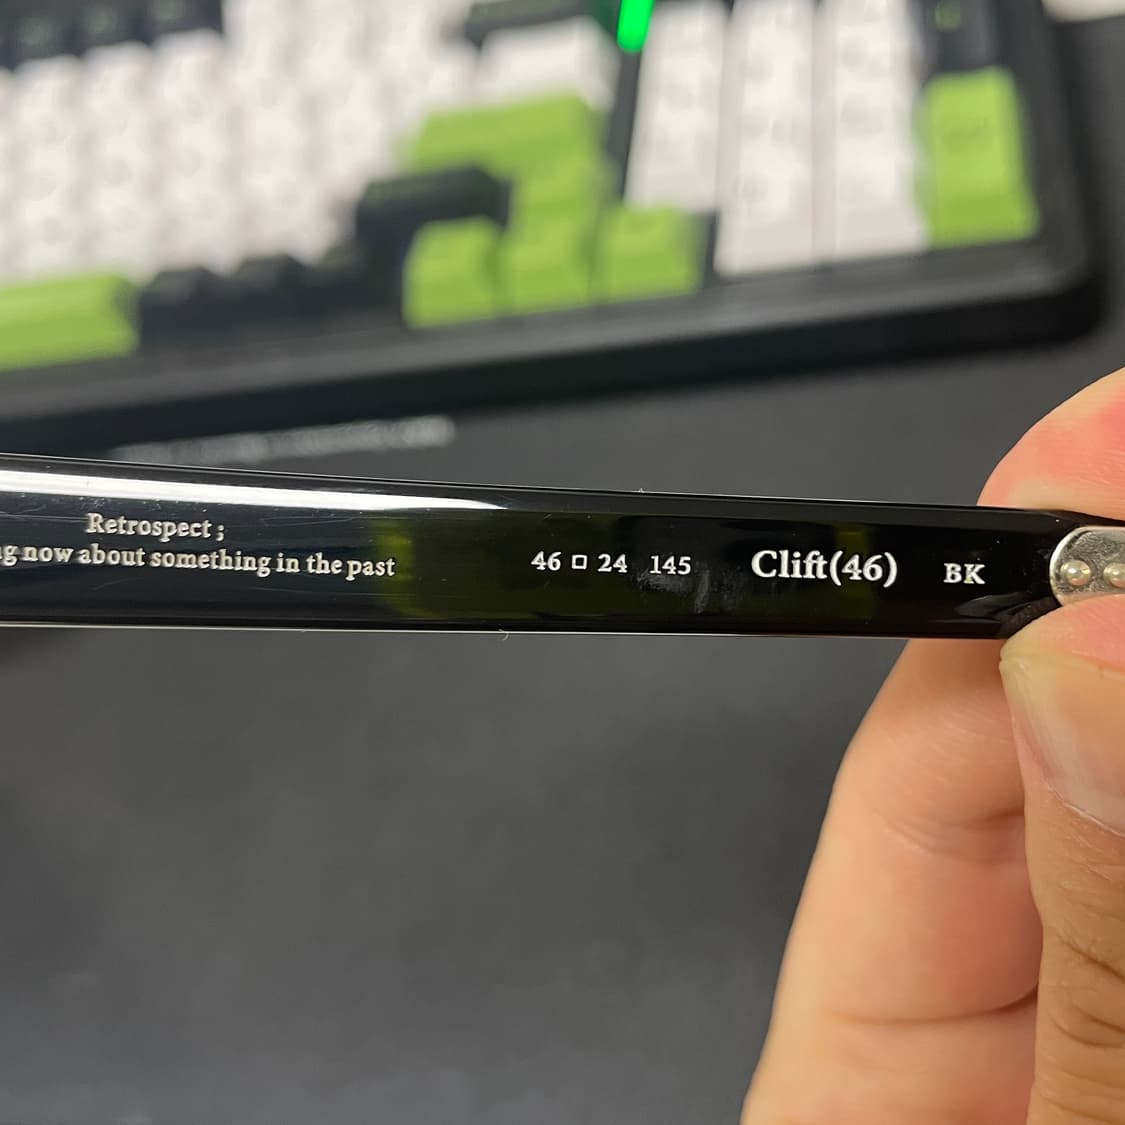 Retrospect ;
now about something in the past
46 □ 24 145 Clift(46) BK